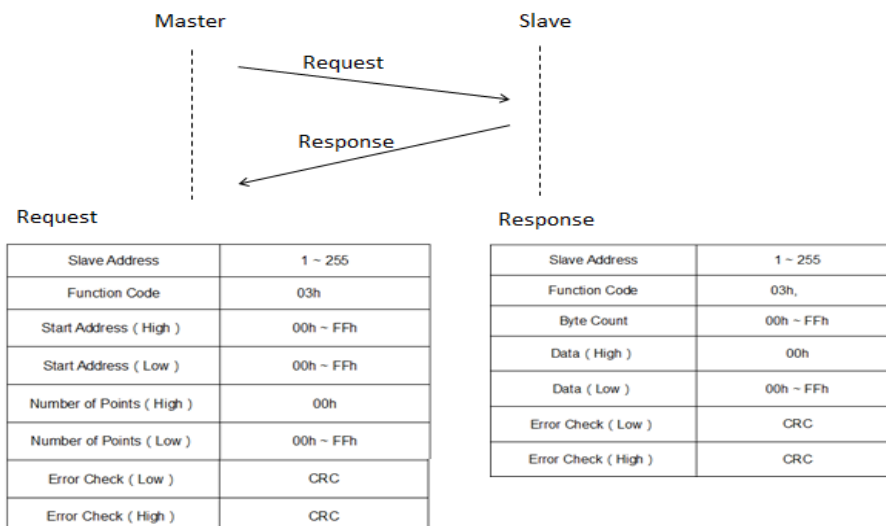 Master
Slave
Request
Response
Request
Slave Address 1 ~ 255
Function Code 03h
Start Address ( High ) 00h ~ FFh
Start Address ( Low ) 00h ~ FFh
Number of Points ( High ) 00h
Number of Points ( Low ) 00h ~ FFh
Error Check ( Low ) CRC
Error Check ( High ) CRC
Response
Slave Address 1 ~ 255
Function Code 03h,
Byte Count 00h ~ FFh
Data ( High ) 00h
Data ( Low ) 00h ~ FFh
Error Check ( Low ) CRC
Error Check ( High ) CRC